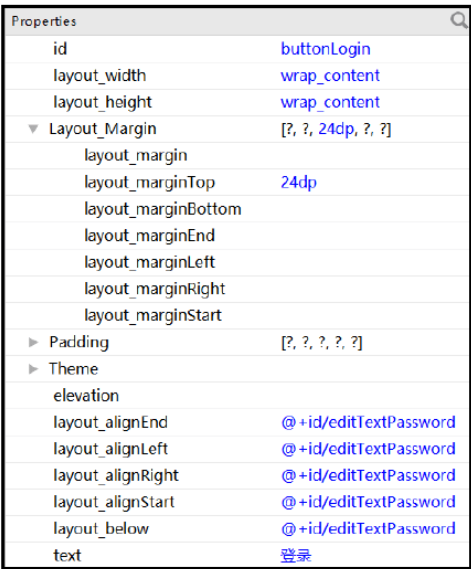 Properties
id buttonLogin
layout_width wrap_content
layout_height wrap_content
Layout_Margin [?, ?, 24dp, ?, ?]
layout_margin
layout_marginTop 24dp
layout_marginBottom
layout_marginEnd
layout_marginLeft
layout_marginRight
layout_marginStart
Padding [?, ?, ?, ?, ?]
Theme
elevation
layout_alignEnd @+id/editTextPassword
layout_alignLeft @+id/editTextPassword
layout_alignRight @+id/editTextPassword
layout_alignStart @+id/editTextPassword
layout_below @+id/editTextPassword
text 登录